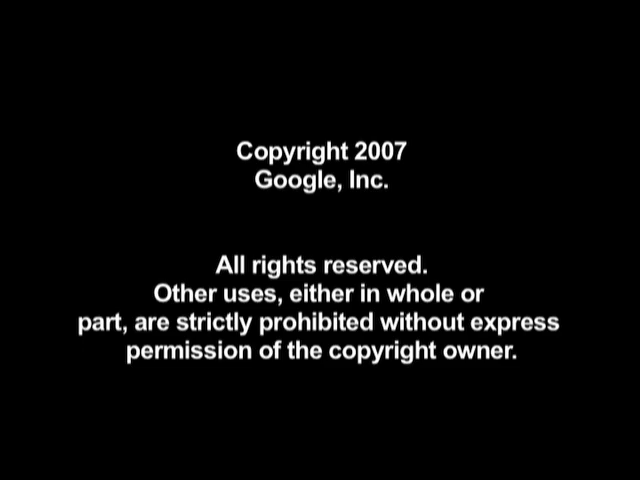 Copyright 2007
Google, Inc.
All rights reserved.
Other uses, either in whole or
part, are strictly prohibited without express
permission of the copyright owner.